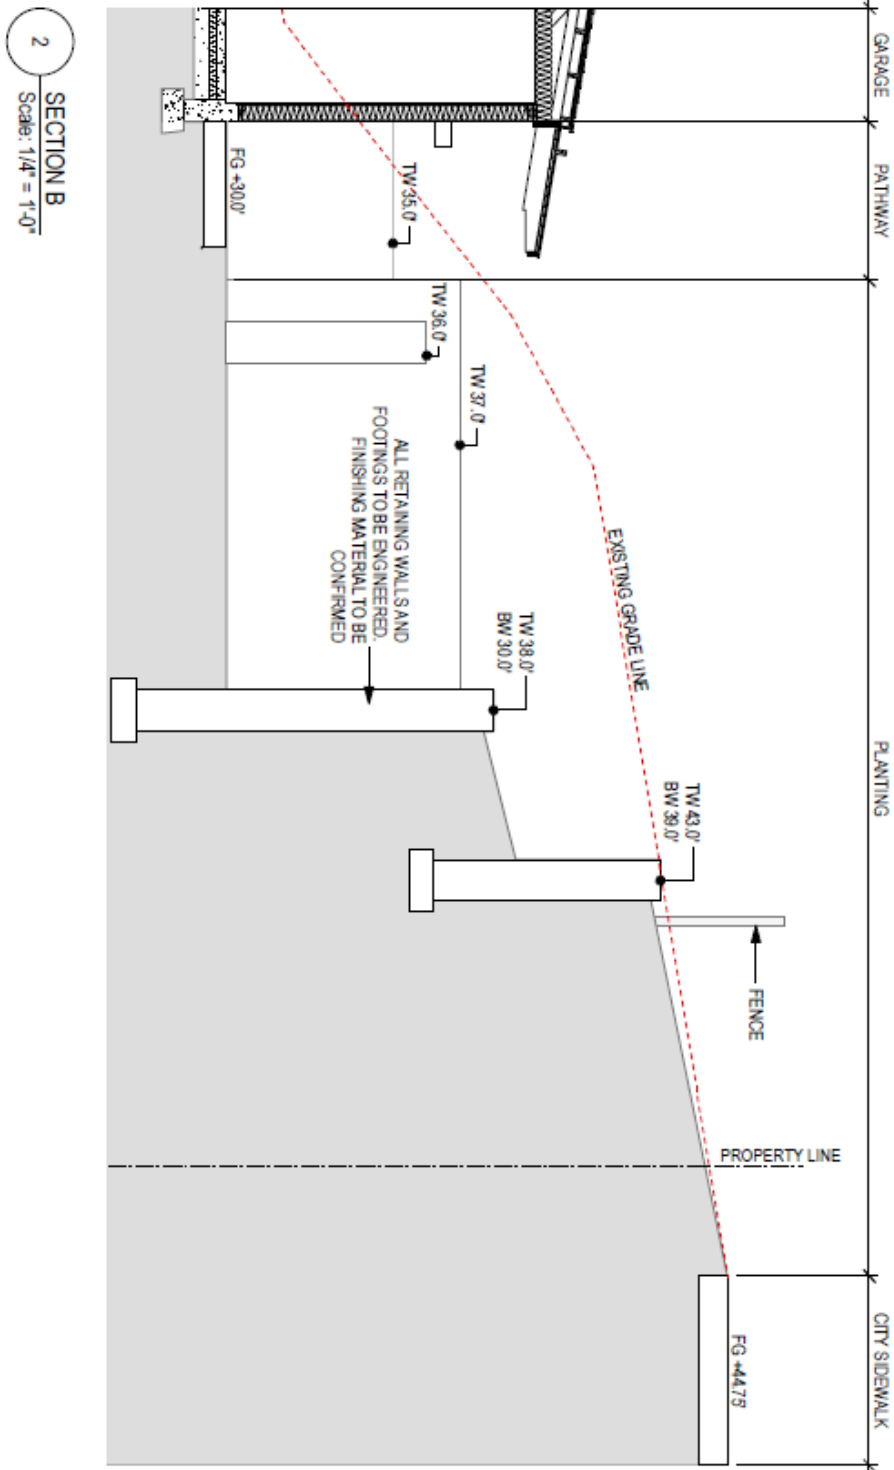 GARAGE
PATHWAY
PLANTING
CITY SIDEWALK
FG +30.0'
TW 35.0'
TW 36.0'
TW 37.0'
ALL RETAINING WALLS AND
FOOTINGS TO BE ENGINEERED.
FINISHING MATERIAL TO BE
CONFIRMED
TW 38.0'
BW 30.0'
EXISTING GRADE LINE
TW 43.0'
BW 39.0'
FENCE
PROPERTY LINE
FG +44.75'
2
SECTION B
Scale: 1/4" = 1'-0"